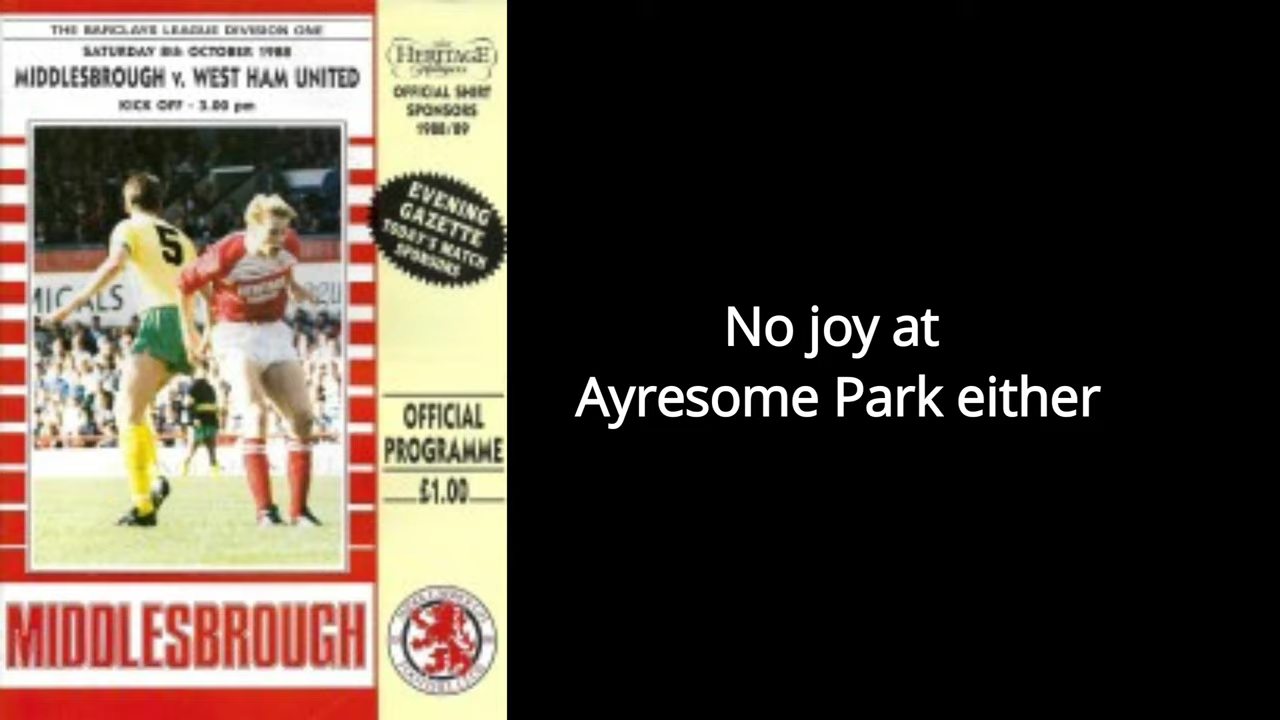 THE BARCLAYS LEAGUE DIVISION ONE
SATURDAY 8th OCTOBER 1988
MIDDLESBROUGH v. WEST HAM UNITED
KICK OFF - 3.00 pm
HERITAGE
OFFICIAL SHIRT
SPONSORS
1988/89
EVENING
GAZETTE
TODAY'S MATCH
SPONSORS
5
MICALS
OFFICIAL
PROGRAMME
£1.00
MIDDLESBROUGH
No joy at
Ayresome Park either